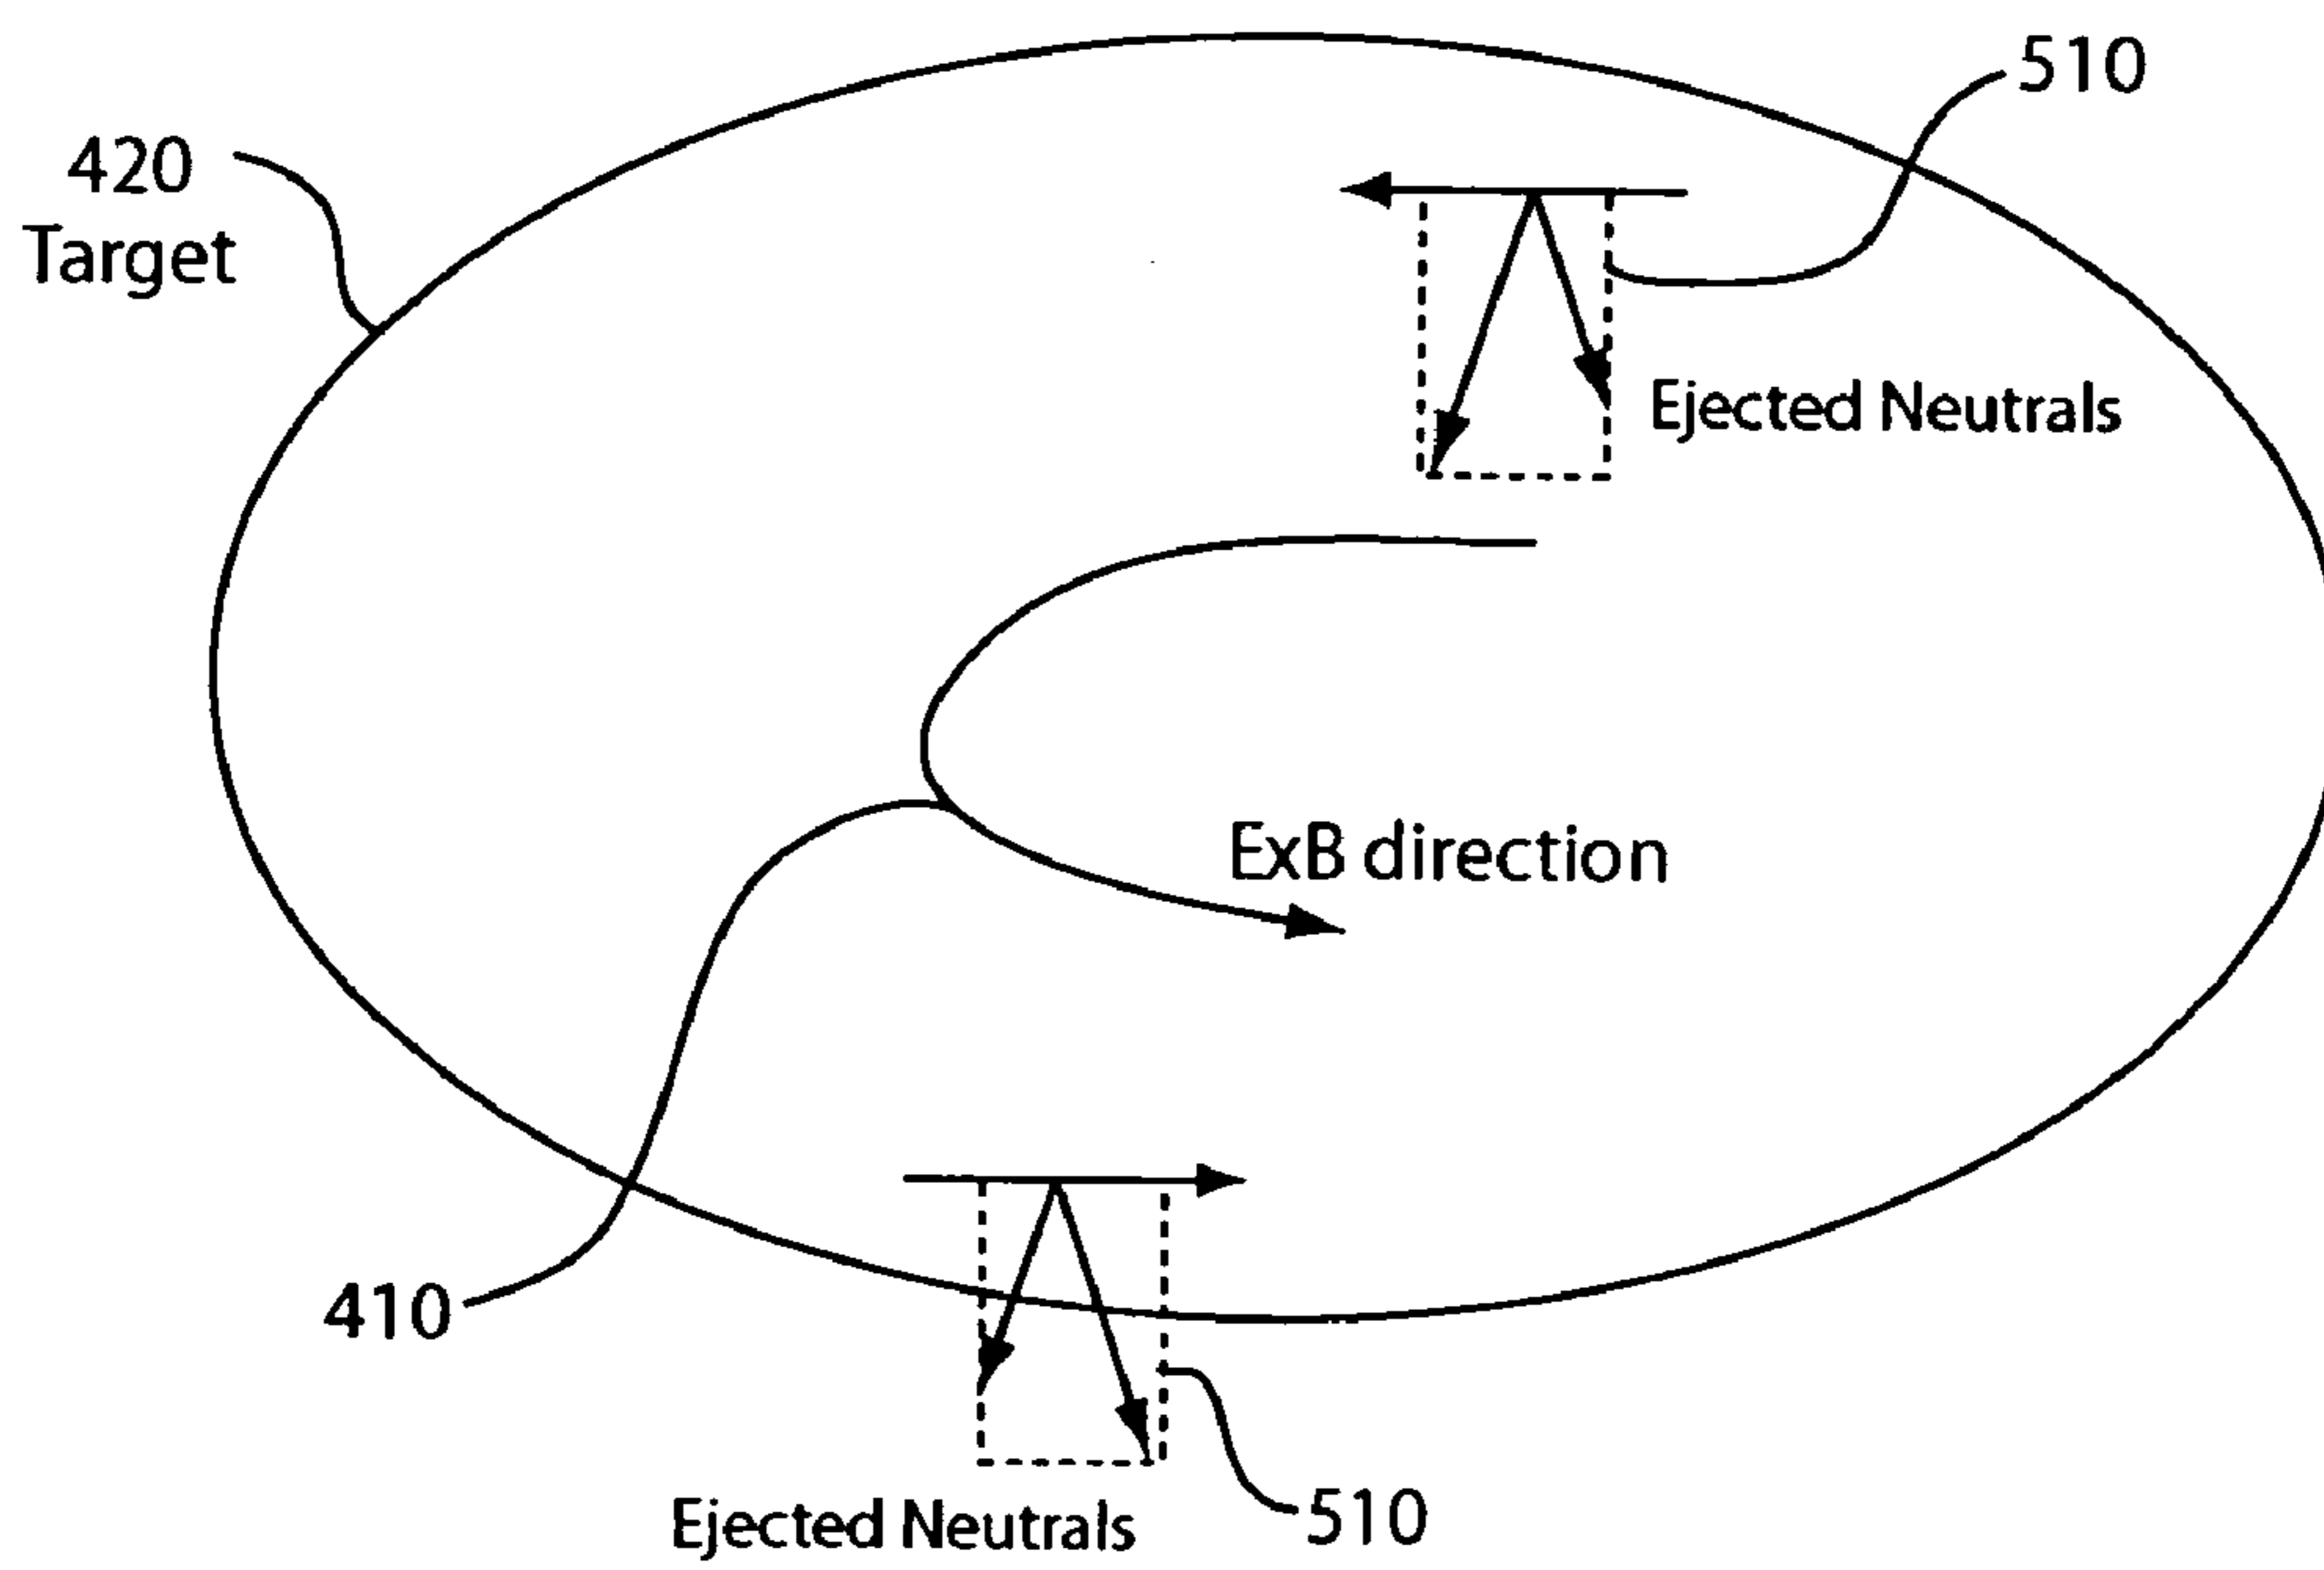 510
420
Target
Ejected Neutrals
ExB direction
410
510
Ejected Neutrals